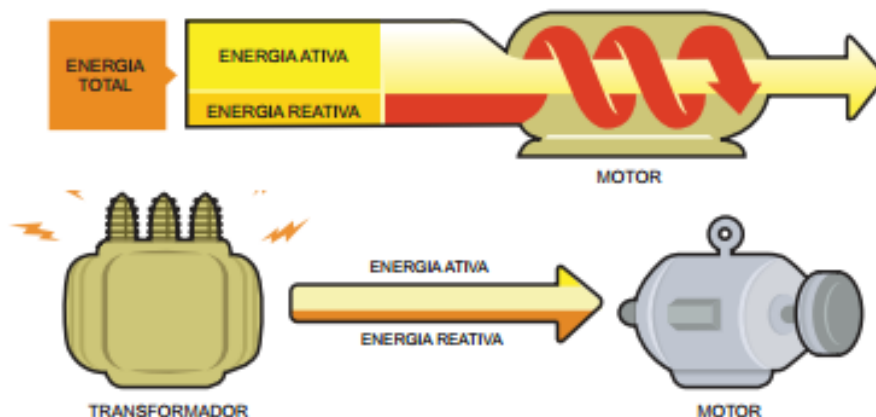 ENERGIA
TOTAL
ENERGIA ATIVA
ENERGIA REATIVA
MOTOR
ENERGIA ATIVA
ENERGIA REATIVA
TRANSFORMADOR
MOTOR